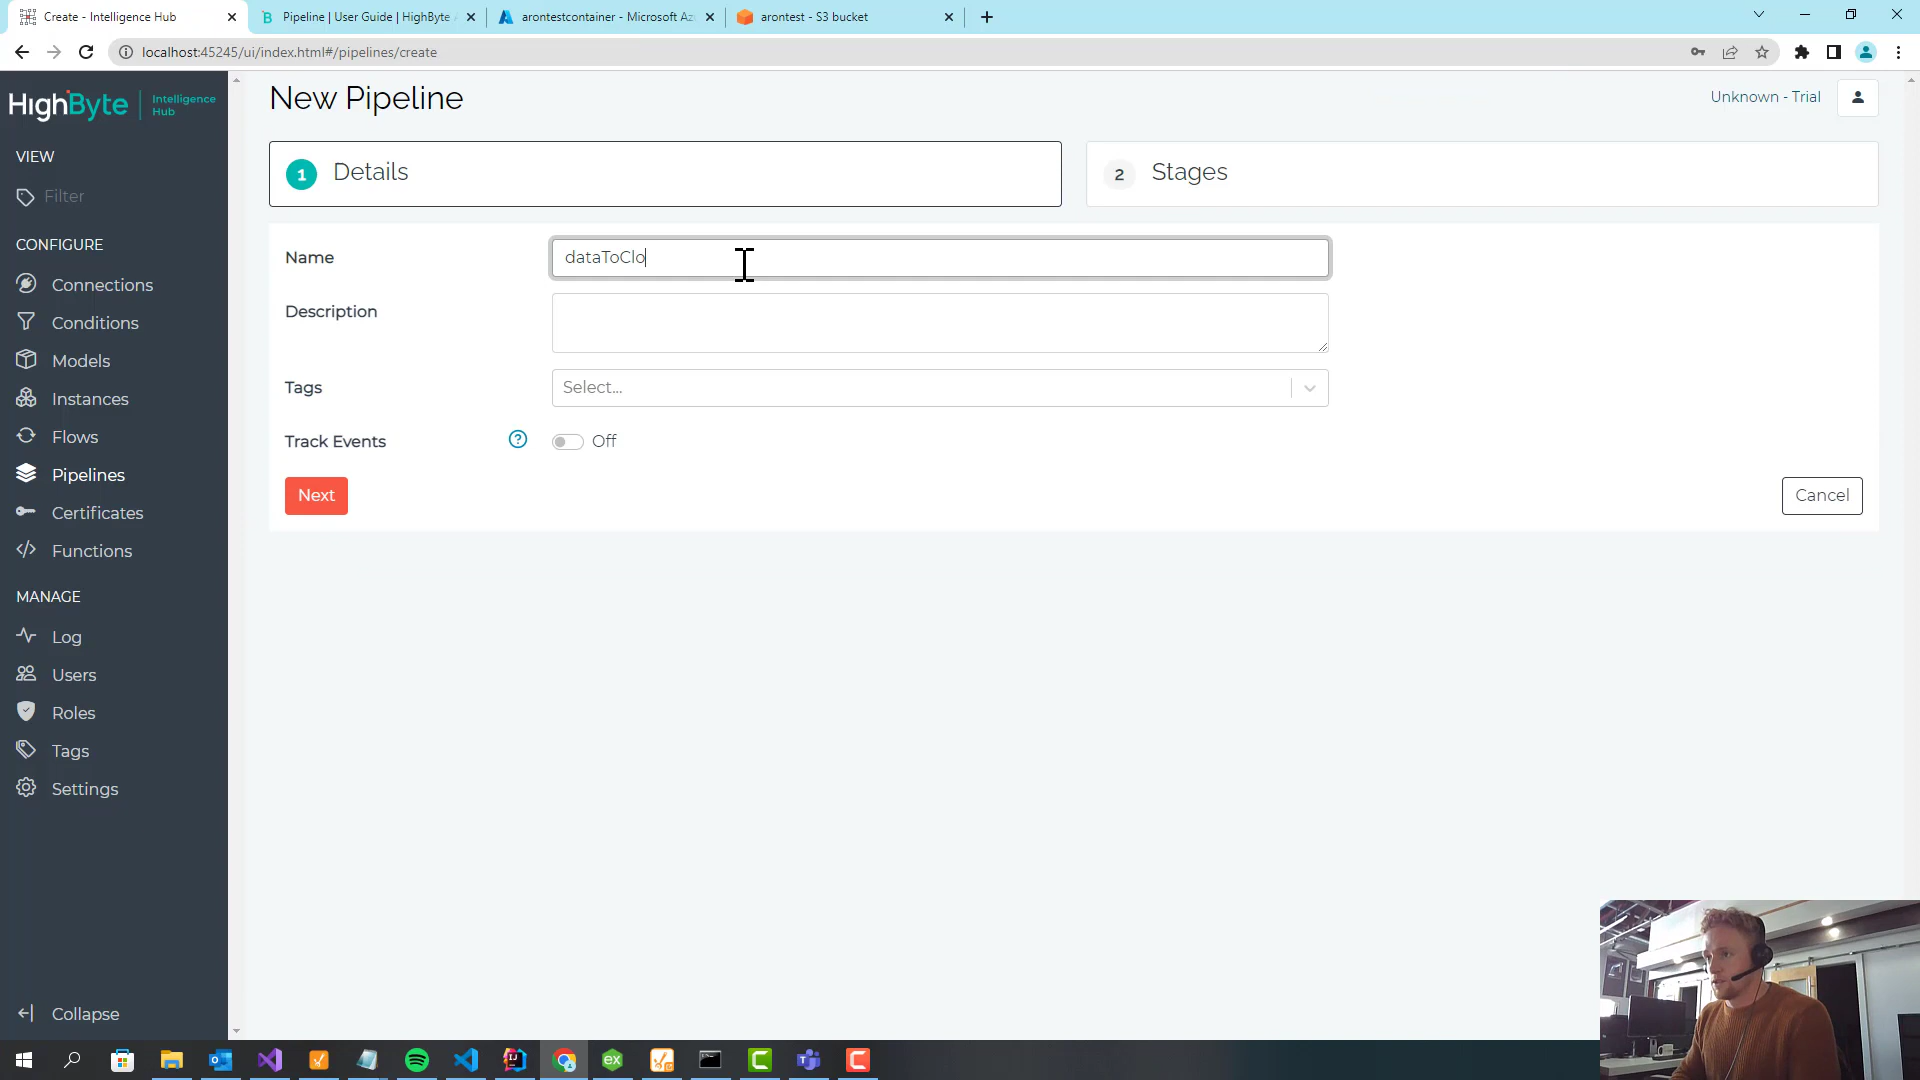 Create - Intelligence Hub
Pipeline | User Guide | HighByte
arontestcontainer - Microsoft Az
arontest - S3 bucket
localhost:45245/ui/index.html#/pipelines/create
HighByte | Intelligence Hub
New Pipeline
Unknown - Trial
VIEW
Filter
1 Details
2 Stages
CONFIGURE
Connections
Conditions
Models
Instances
Flows
Pipelines
Certificates
Functions
MANAGE
Log
Users
Roles
Tags
Settings
Collapse
Name
dataToClo
Description
Tags
Select...
Track Events
?
Off
Next
Cancel